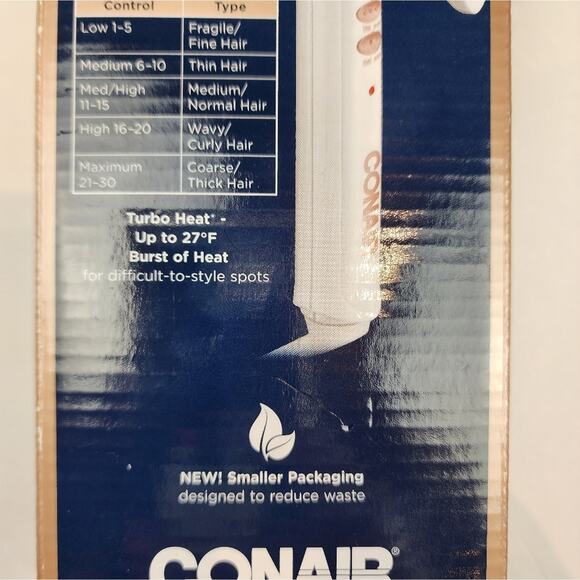 Control Type
Low 1-5 Fragile/
Fine Hair
Medium 6-10 Thin Hair
Med/High Medium/
11-15 Normal Hair
High 16-20 Wavy/
Curly Hair
Maximum Coarse/
21-30 Thick Hair
Turbo Heat* -
Up to 27°F
Burst of Heat
for difficult-to-style spots
CONAIR
NEW! Smaller Packaging
designed to reduce waste
CONAIR®